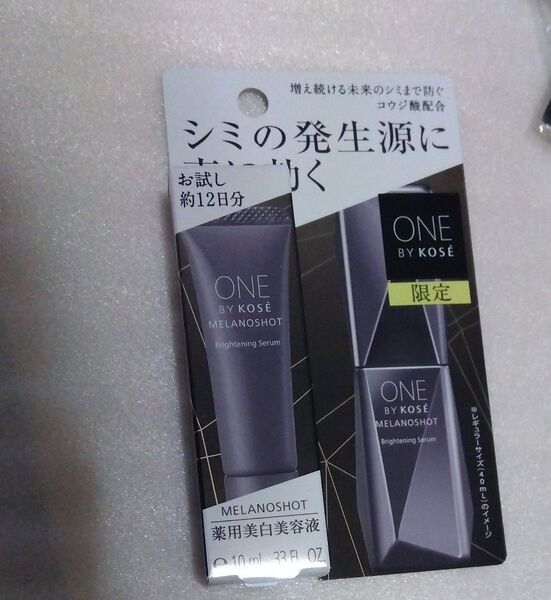 増え続ける未来のシミまで防ぐ
コウジ酸配合
シミの発生源に
効く
お試し
約12日分
ONE
BY KOSÉ
MELANOSHOT
Brightening Serum
MELANOSHOT
薬用美白美容液
10 mL .33 FL. OZ.
ONE
BY KOSÉ
限定
ONE
BY KOSÉ
MELANOSHOT
Brightening Serum
※レギュラーサイズ(40mL)のイメージ